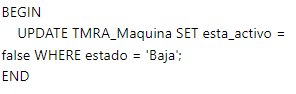 BEGIN
    UPDATE TMRA_Maquina SET esta_activo =
false WHERE estado = 'Baja';
END